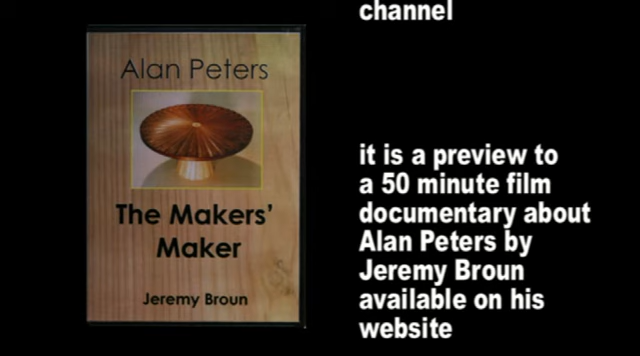 Alan Peters
The Makers'
Maker
Jeremy Broun
channel
it is a preview to
a 50 minute film
documentary about
Alan Peters by
Jeremy Broun
available on his
website